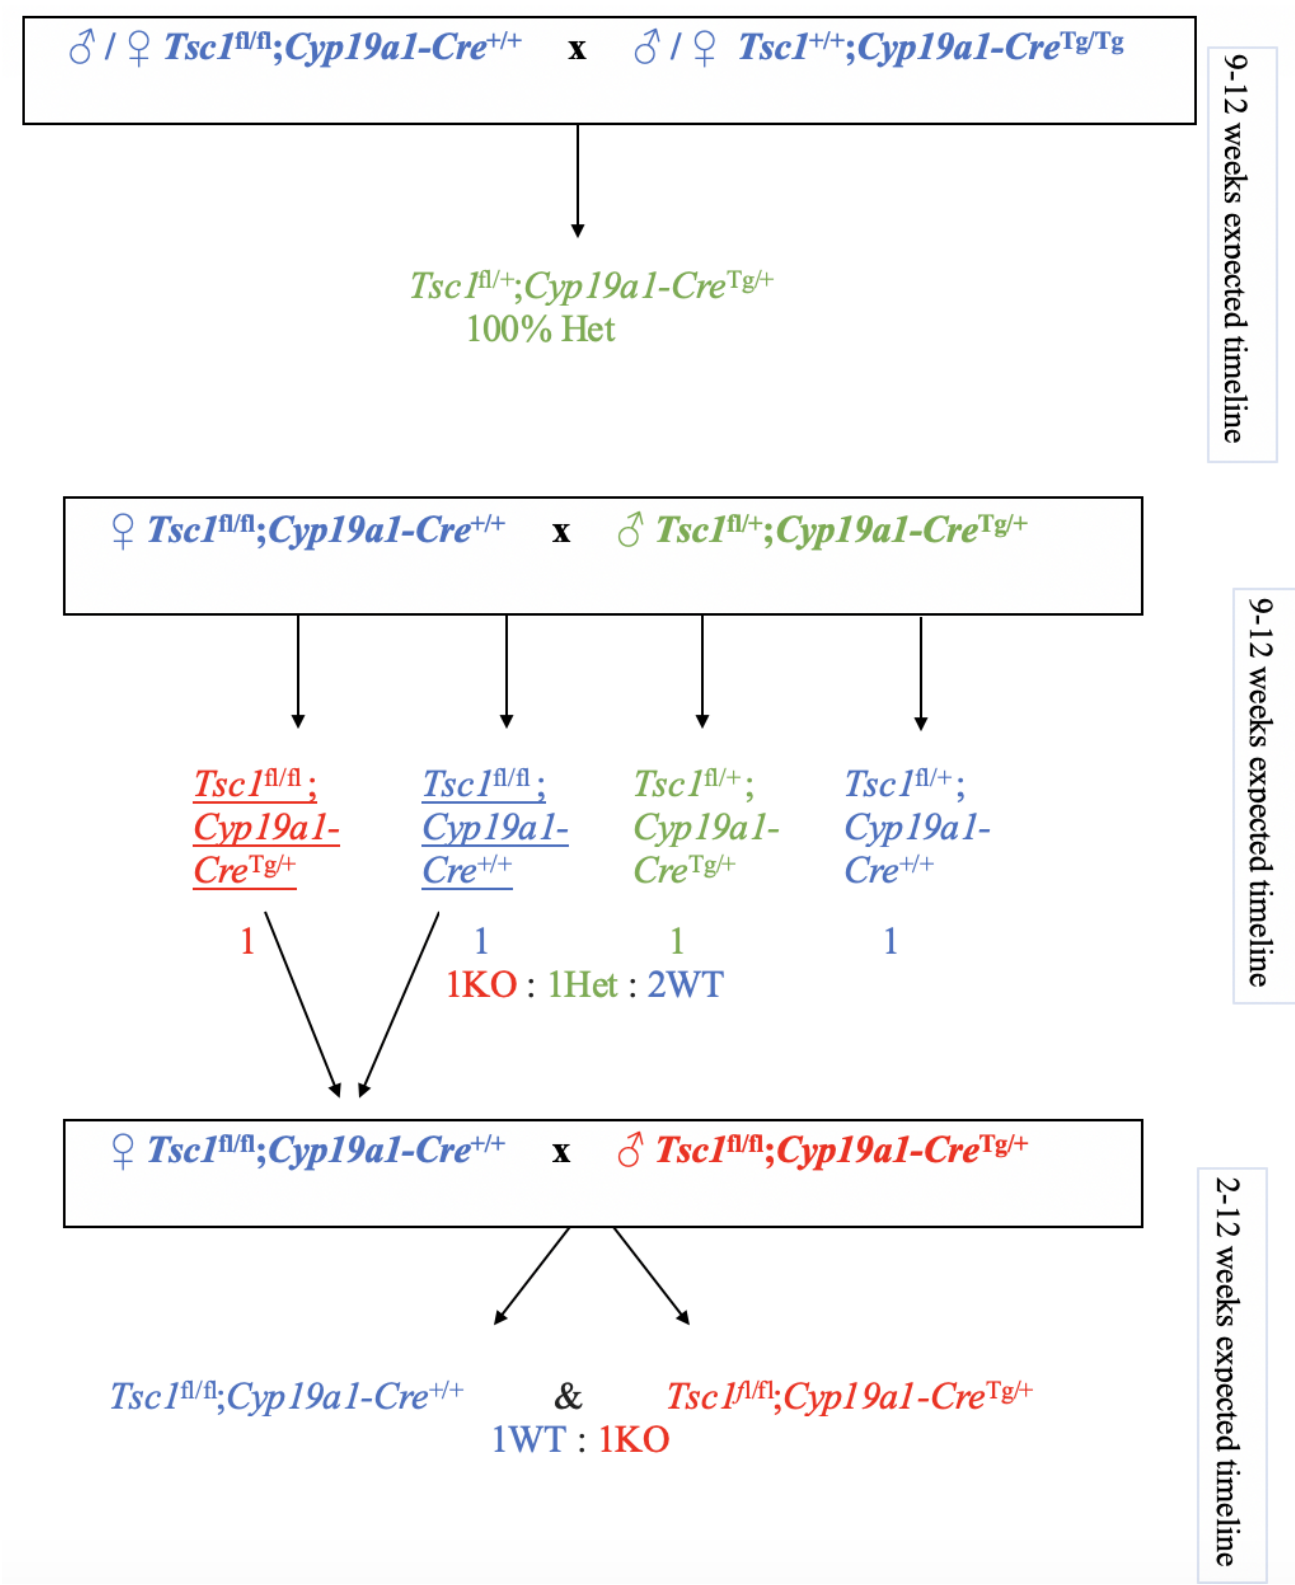 ♂ / ♀ Tsc1fl/fl;Cyp19a1-Cre+/+ x ♂ / ♀ Tsc1+/+;Cyp19a1-CreTg/Tg
9-12 weeks expected timeline
Tsc1fl/+;Cyp19a1-CreTg/+
100% Het
♀ Tsc1fl/fl;Cyp19a1-Cre+/+ x ♂ Tsc1fl/+;Cyp19a1-CreTg/+
9-12 weeks expected timeline
Tsc1fl/fl ;
Cyp19a1-
CreTg/+
Tsc1fl/fl ;
Cyp19a1-
Cre+/+
Tsc1fl/+ ;
Cyp19a1-
CreTg/+
Tsc1fl/+ ;
Cyp19a1-
Cre+/+
1 1 1 1
1KO : 1Het : 2WT
♀ Tsc1fl/fl;Cyp19a1-Cre+/+ x ♂ Tsc1fl/fl;Cyp19a1-CreTg/+
2-12 weeks expected timeline
Tsc1fl/fl;Cyp19a1-Cre+/+ & Tsc1fl/fl;Cyp19a1-CreTg/+
1WT : 1KO